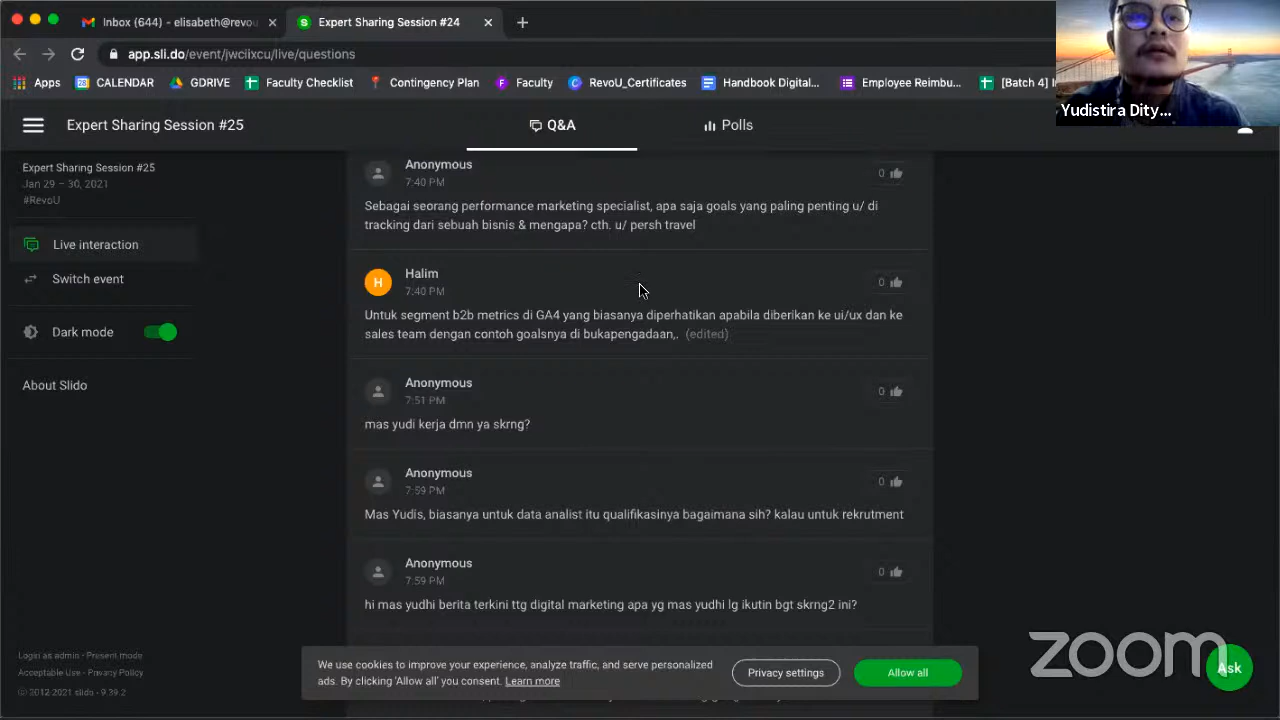 Inbox (644) – elisabeth@revou
Expert Sharing Session #24
app.sli.do/event/jwciixcu/live/questions
Apps
CALENDAR
GDRIVE
Faculty Checklist
Contingency Plan
Faculty
RevoU_Certificates
Handbook Digital...
Employee Reimbu...
[Batch 4]
Yudistira Dity...
Expert Sharing Session #25
Q&A
Polls
Expert Sharing Session #25
Jan 29 – 30, 2021
#RevoU
Live interaction
Switch event
Dark mode
About Slido
Anonymous
7:40 PM
0
Sebagai seorang performance marketing specialist, apa saja goals yang paling penting u/ di
tracking dari sebuah bisnis & mengapa? cth. u/ persh travel
H
Halim
7:40 PM
0
Untuk segment b2b metrics di GA4 yang biasanya diperhatikan apabila diberikan ke ui/ux dan ke
sales team dengan contoh goalsnya di bukapengadaan,. (edited)
Anonymous
7:51 PM
0
mas yudi kerja dmn ya skrng?
Anonymous
7:59 PM
0
Mas Yudis, biasanya untuk data analist itu qualifikasinya bagaimana sih? kalau untuk rekrutment
Anonymous
7:59 PM
0
hi mas yudhi berita terkini ttg digital marketing apa yg mas yudhi lg ikutin bgt skrng2 ini?
Login as admin - Present mode
Acceptable Use - Privacy Policy
© 2012-2021 slido - 9.39.2
We use cookies to improve your experience, analyze traffic, and serve personalized
ads. By clicking 'Allow all' you consent. Learn more
Privacy settings
Allow all
zoom
Ask